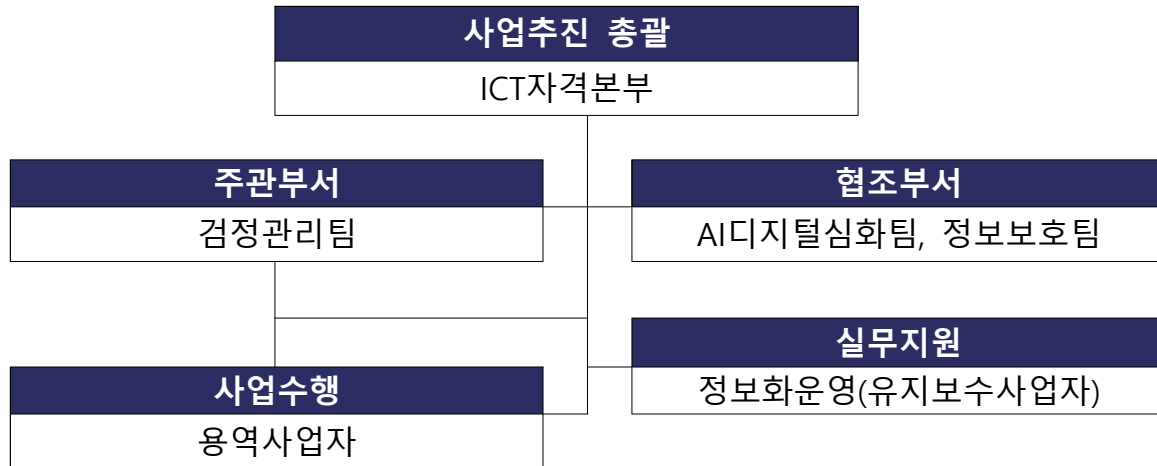 사업추진 총괄
ICT자격본부
주관부서
검정관리팀
협조부서
AI디지털심화팀, 정보보호팀
사업수행
용역사업자
실무지원
정보화운영(유지보수사업자)